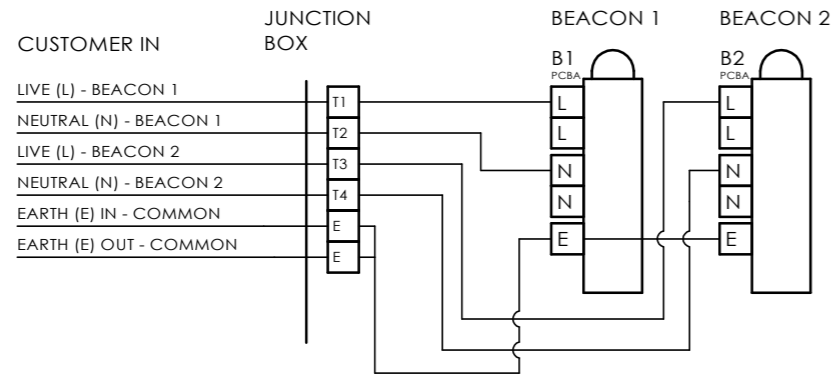 JUNCTION
BOX
BEACON 1
BEACON 2
CUSTOMER IN
B1
PCBA
B2
PCBA
LIVE (L) - BEACON 1
T1
L
L
NEUTRAL (N) - BEACON 1
T2
L
L
LIVE (L) - BEACON 2
T3
N
N
NEUTRAL (N) - BEACON 2
T4
N
N
EARTH (E) IN - COMMON
E
E
E
EARTH (E) OUT - COMMON
E